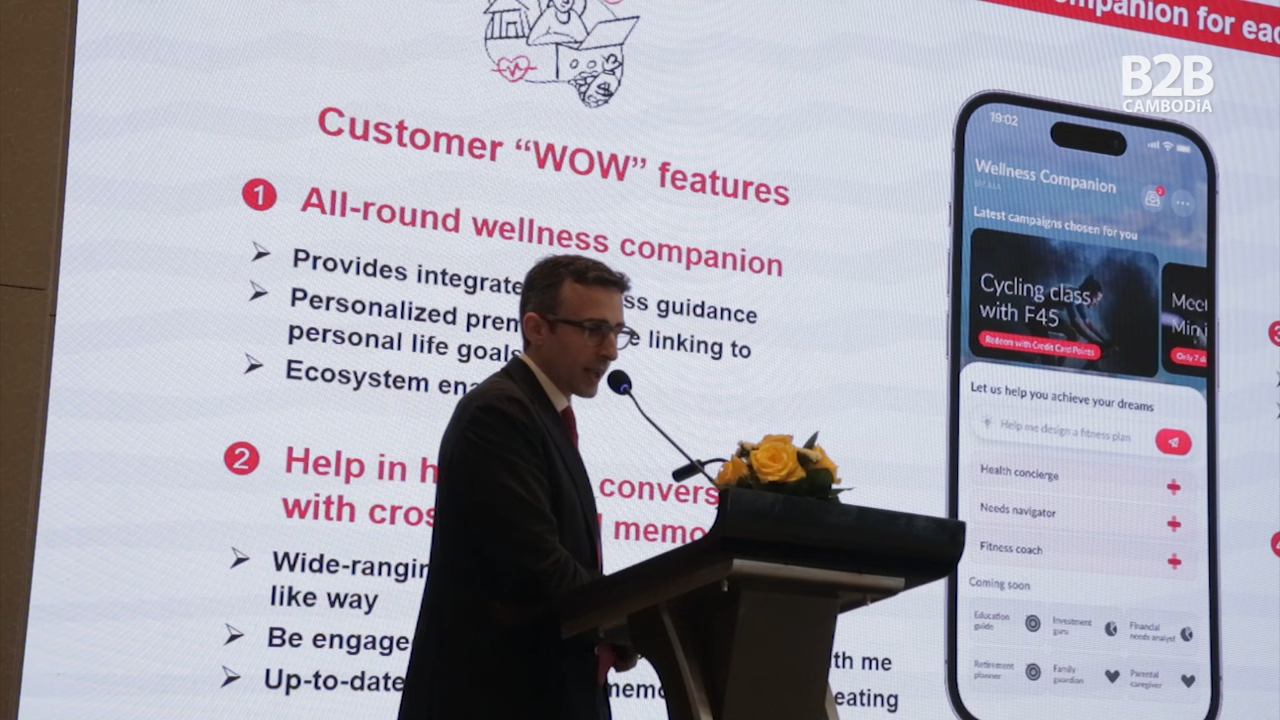 mpanion for eac
B2B
CAMBODiA
Customer “WOW” features
1 All-round wellness companion
➢ Provides integrate ss guidance
➢ Personalized prem e linking to
personal life goals
➢ Ecosystem ena
2 Help in h convers
with cros memo
➢ Wide-rangin
like way
➢ Be engage th me
➢ Up-to-date memo eating
19:02
Wellness Companion
BY AIA
Latest campaigns chosen for you
Cycling class
with F45
Redeem with Credit Card Points
Only 7 d
Let us help you achieve your dreams
Help me design a fitness plan
Health concierge
Needs navigator
Fitness coach
Coming soon
Education guide
Investment guru
Financial needs analyst
Retirement planner
Family guardian
Parental caregiver